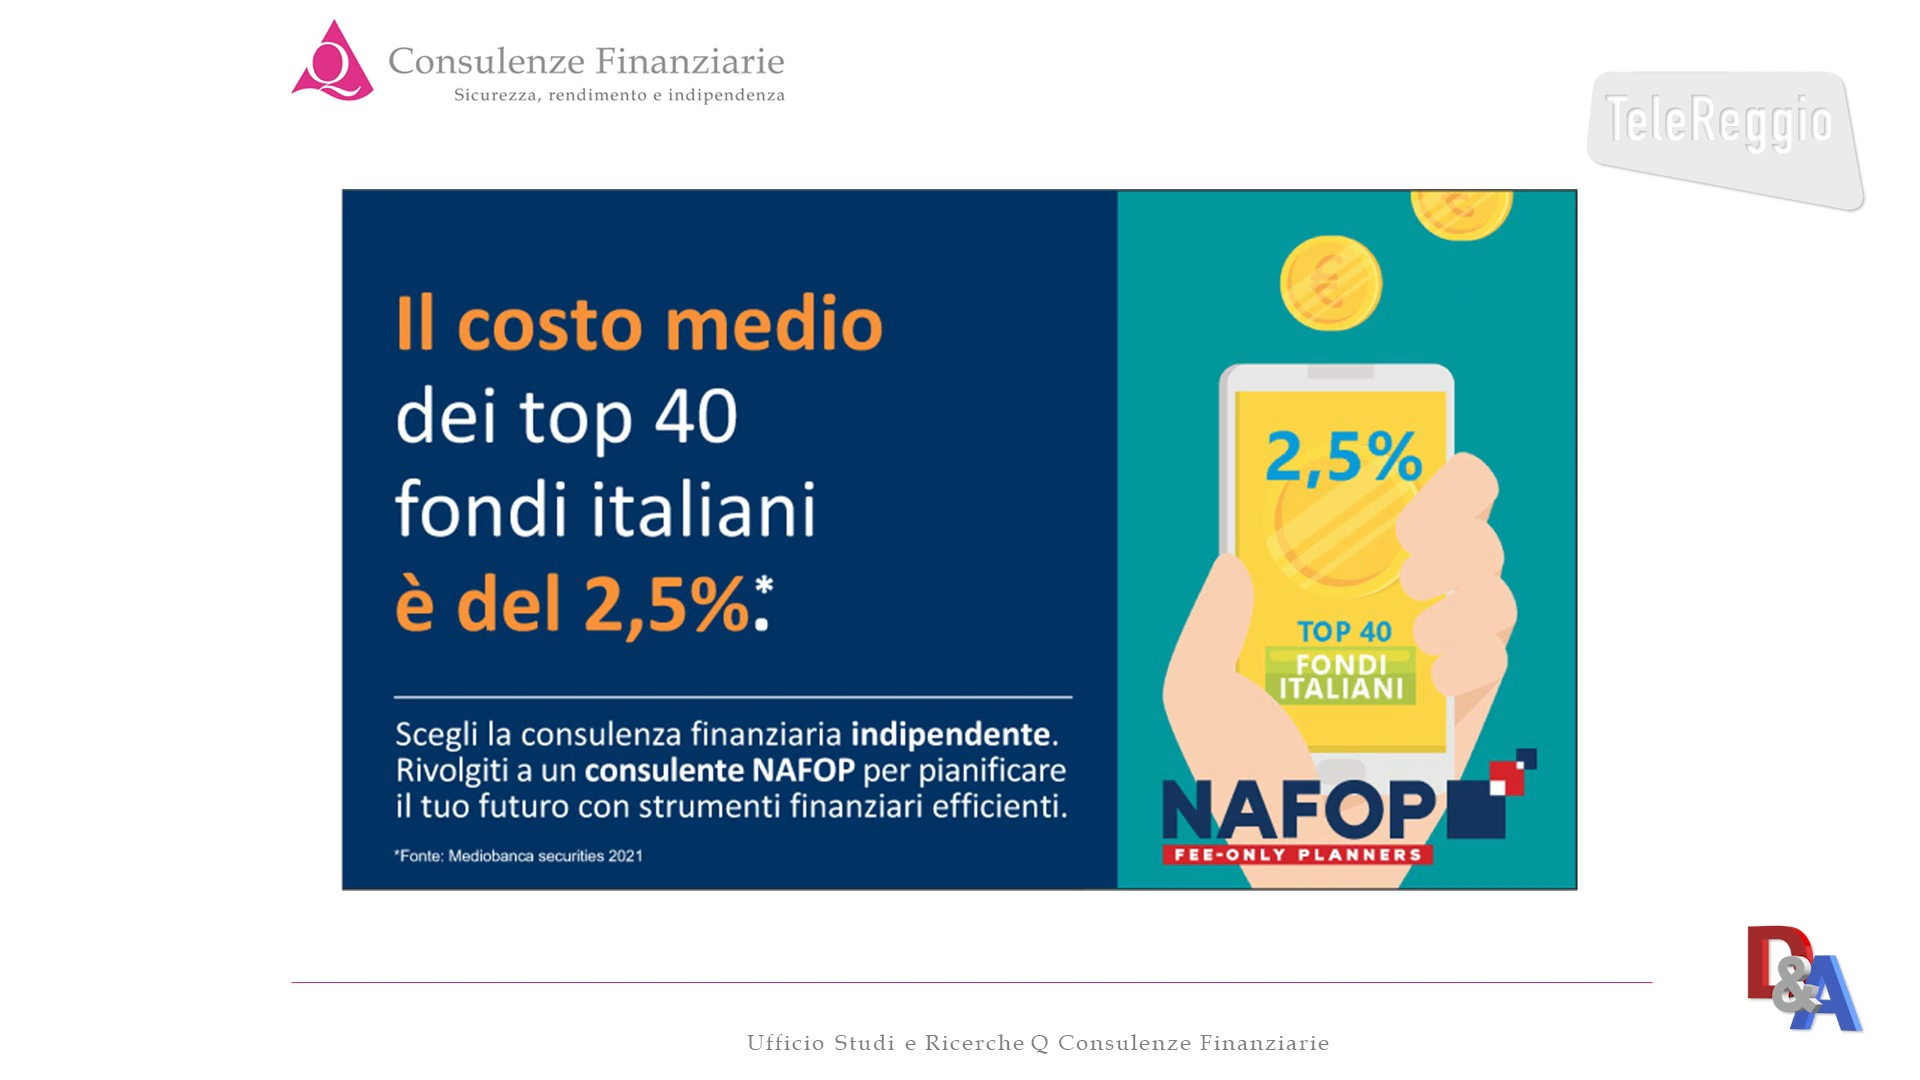 Q Consulenze Finanziarie
Sicurezza, rendimento e indipendenza
TeleReggio
Il costo medio
dei top 40
fondi italiani
è del 2,5%.*
Scegli la consulenza finanziaria indipendente.
Rivolgiti a un consulente NAFOP per pianificare
il tuo futuro con strumenti finanziari efficienti.
*Fonte: Mediobanca securities 2021
€
€
2,5%
TOP 40
FONDI
ITALIANI
NAFOP
FEE-ONLY PLANNERS
D&A
Ufficio Studi e Ricerche Q Consulenze Finanziarie